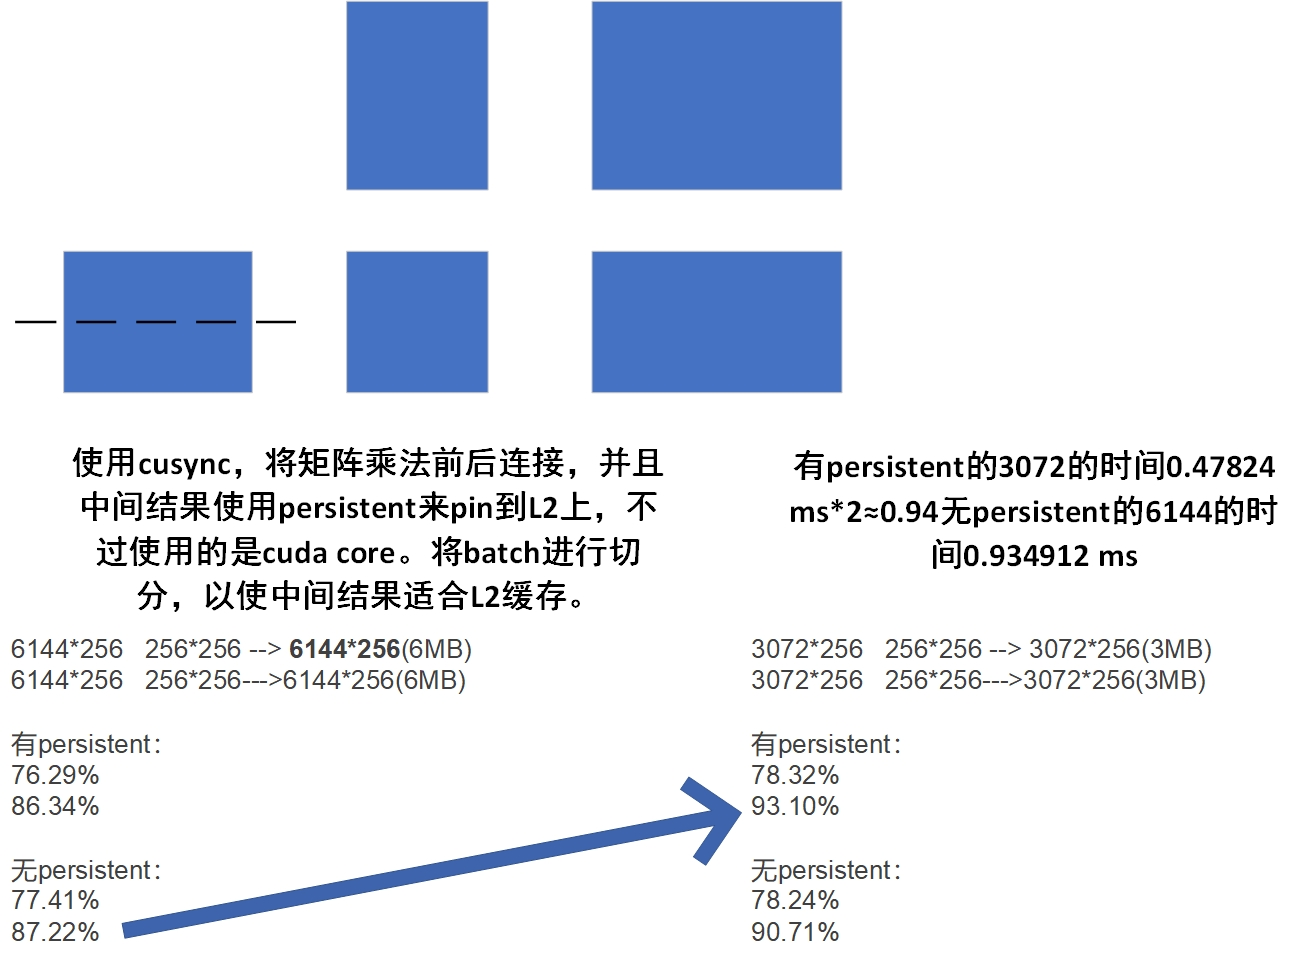 使用cusync，将矩阵乘法前后连接，并且
中间结果使用persistent来pin到L2上，不
过使用的是cuda core。将batch进行切
分，以使中间结果适合L2缓存。
有persistent的3072的时间0.47824
ms*2≈0.94无persistent的6144的时
间0.934912 ms
6144*256 256*256 --> 6144*256(6MB)
6144*256 256*256--->6144*256(6MB)
有persistent：
76.29%
86.34%
无persistent：
77.41%
87.22%
3072*256 256*256 --> 3072*256(3MB)
3072*256 256*256--->3072*256(3MB)
有persistent：
78.32%
93.10%
无persistent：
78.24%
90.71%